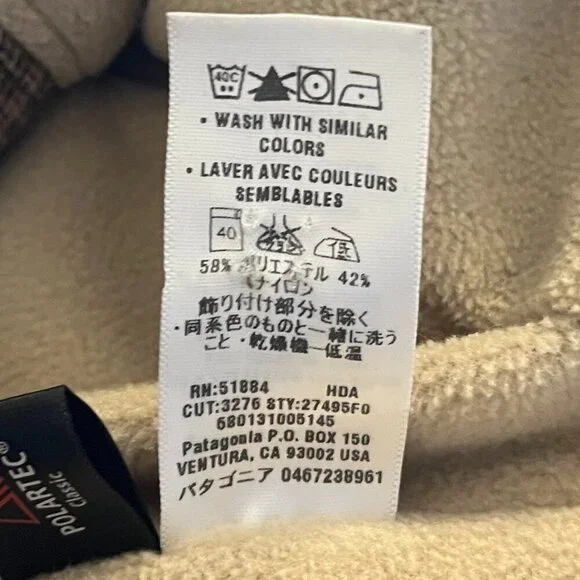 40C
• WASH WITH SIMILAR
COLORS
• LAVER AVEC COULEURS
SEMBLABLES
40
低
58% ポリエステル 42%
ナイロン
飾り付け部分を除く
・同系色のものと一緒に洗う
こと・乾燥機—低温
RN:51884 HDA
CUT:3276 STY:27495F0
680131005145
Patagonia P.O. BOX 150
VENTURA, CA 93002 USA
パタゴニア 0467238961
POLARTEC®
Classic